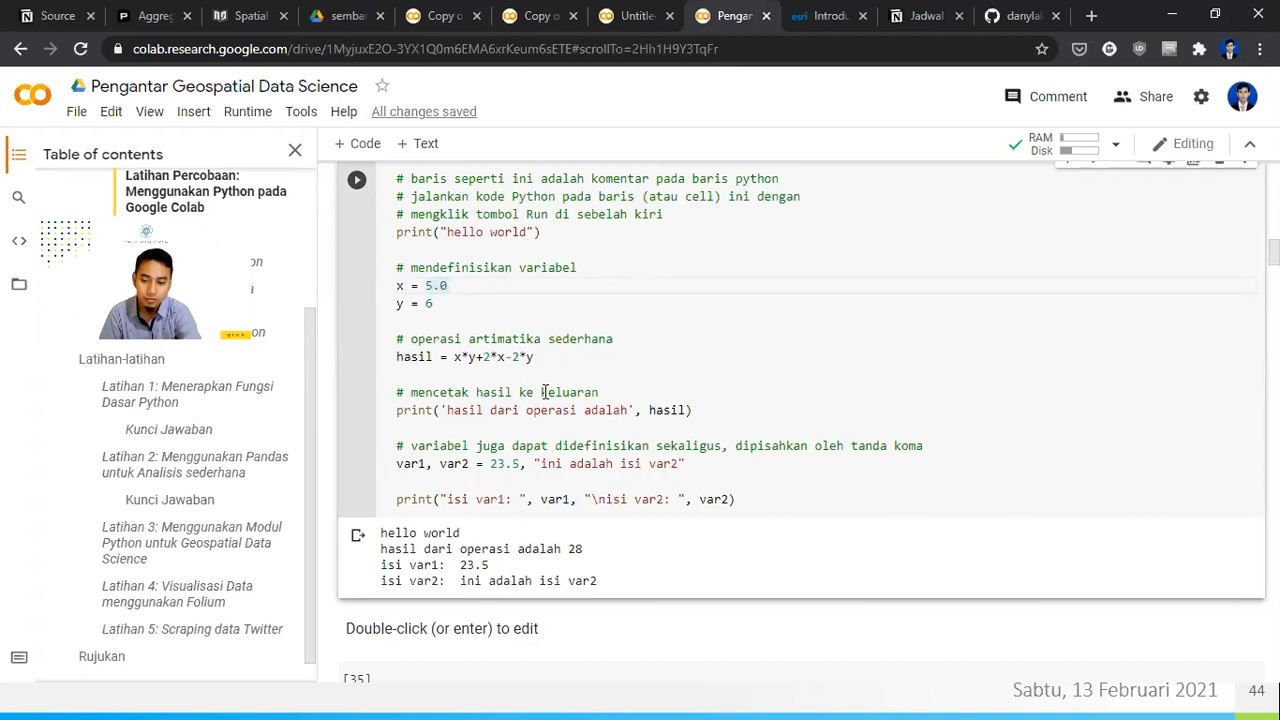 Source
Aggreg
Spatial
semba
Copy o
Copy o
Untitle
Pengan
esri Introdu
Jadwal
danylak
colab.research.google.com/drive/1MyjuxE2O-3YX1Q0m6EMA6xrKeum6sETE#scrollTo=2Hh1H9Y3TqFr
Pengantar Geospatial Data Science
File Edit View Insert Runtime Tools Help All changes saved
Comment Share
+ Code + Text
RAM
Disk
Editing
Table of contents
Latihan Percobaan:
Menggunakan Python pada
Google Colab
on
a
on
Latihan-latihan
Latihan 1: Menerapkan Fungsi
Dasar Python
Kunci Jawaban
Latihan 2: Menggunakan Pandas
untuk Analisis sederhana
Kunci Jawaban
Latihan 3: Menggunakan Modul
Python untuk Geospatial Data
Science
Latihan 4: Visualisasi Data
menggunakan Folium
Latihan 5: Scraping data Twitter
Rujukan
# baris seperti ini adalah komentar pada baris python
# jalankan kode Python pada baris (atau cell) ini dengan
# mengklik tombol Run di sebelah kiri
print("hello world")
# mendefinisikan variabel
x = 5.0
y = 6
# operasi artimatika sederhana
hasil = x*y+2*x-2*y
# mencetak hasil ke keluaran
print('hasil dari operasi adalah', hasil)
# variabel juga dapat didefinisikan sekaligus, dipisahkan oleh tanda koma
var1, var2 = 23.5, "ini adalah isi var2"
print("isi var1: ", var1, "\nisi var2: ", var2)
hello world
hasil dari operasi adalah 28
isi var1: 23.5
isi var2: ini adalah isi var2
Double-click (or enter) to edit
[35]
Sabtu, 13 Februari 2021
44